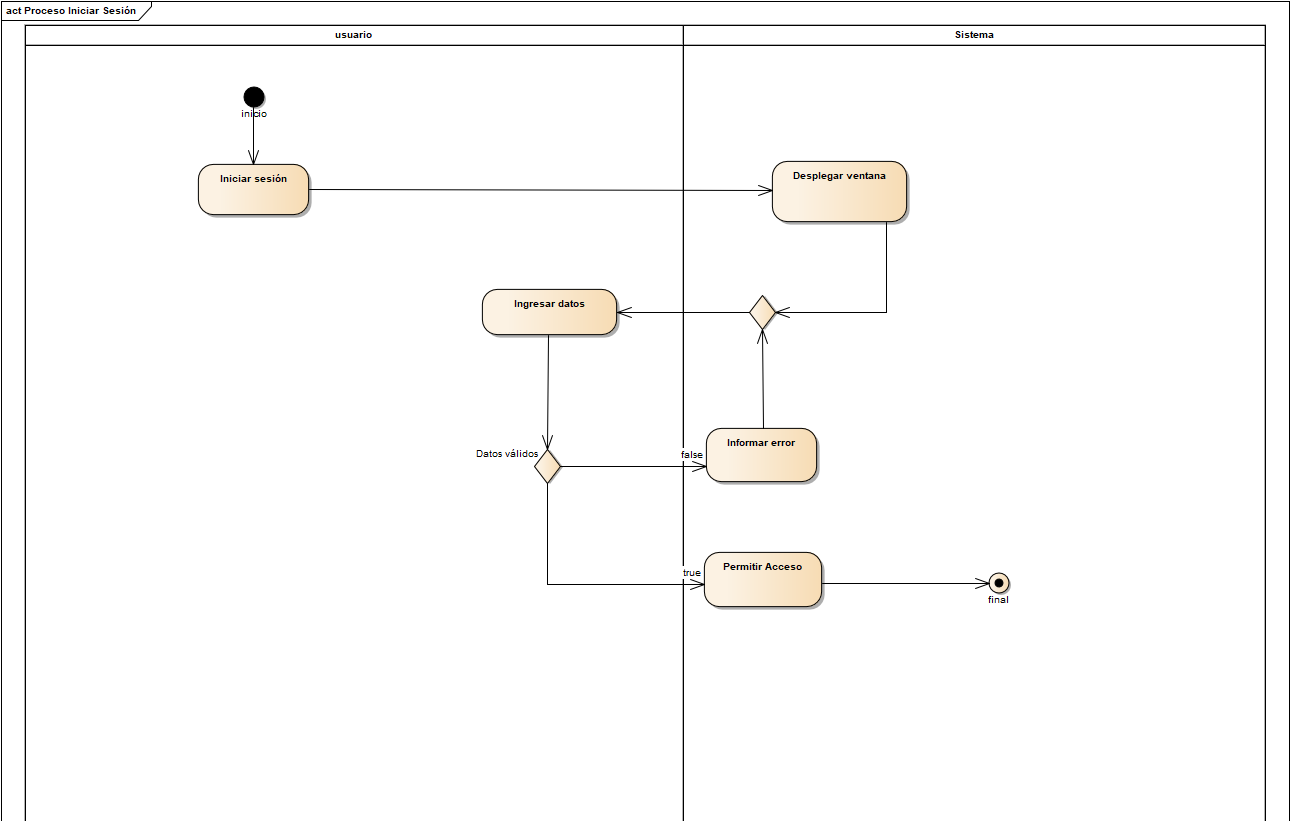 act Proceso Iniciar Sesión
usuario
Sistema
inicio
Iniciar sesión
Desplegar ventana
Ingresar datos
Informar error
Datos válidos
false
Permitir Acceso
true
final